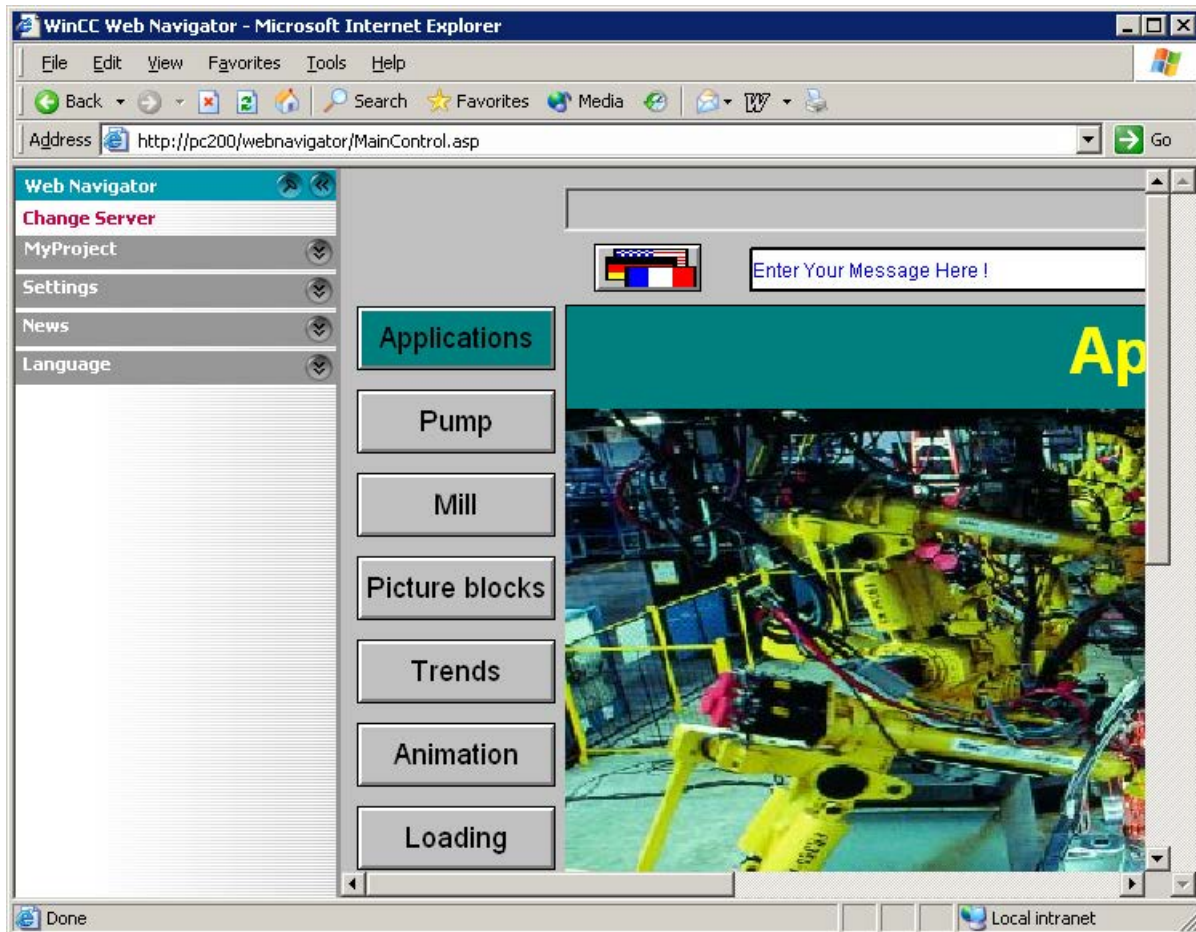 WinCC Web Navigator - Microsoft Internet Explorer
File Edit View Favorites Tools Help
Back Search Favorites Media
Address http://pc200/webnavigator/MainControl.asp Go
Web Navigator
Change Server
MyProject
Settings
News
Language
Enter Your Message Here !
Ap
Applications
Pump
Mill
Picture blocks
Trends
Animation
Loading
Done Local intranet